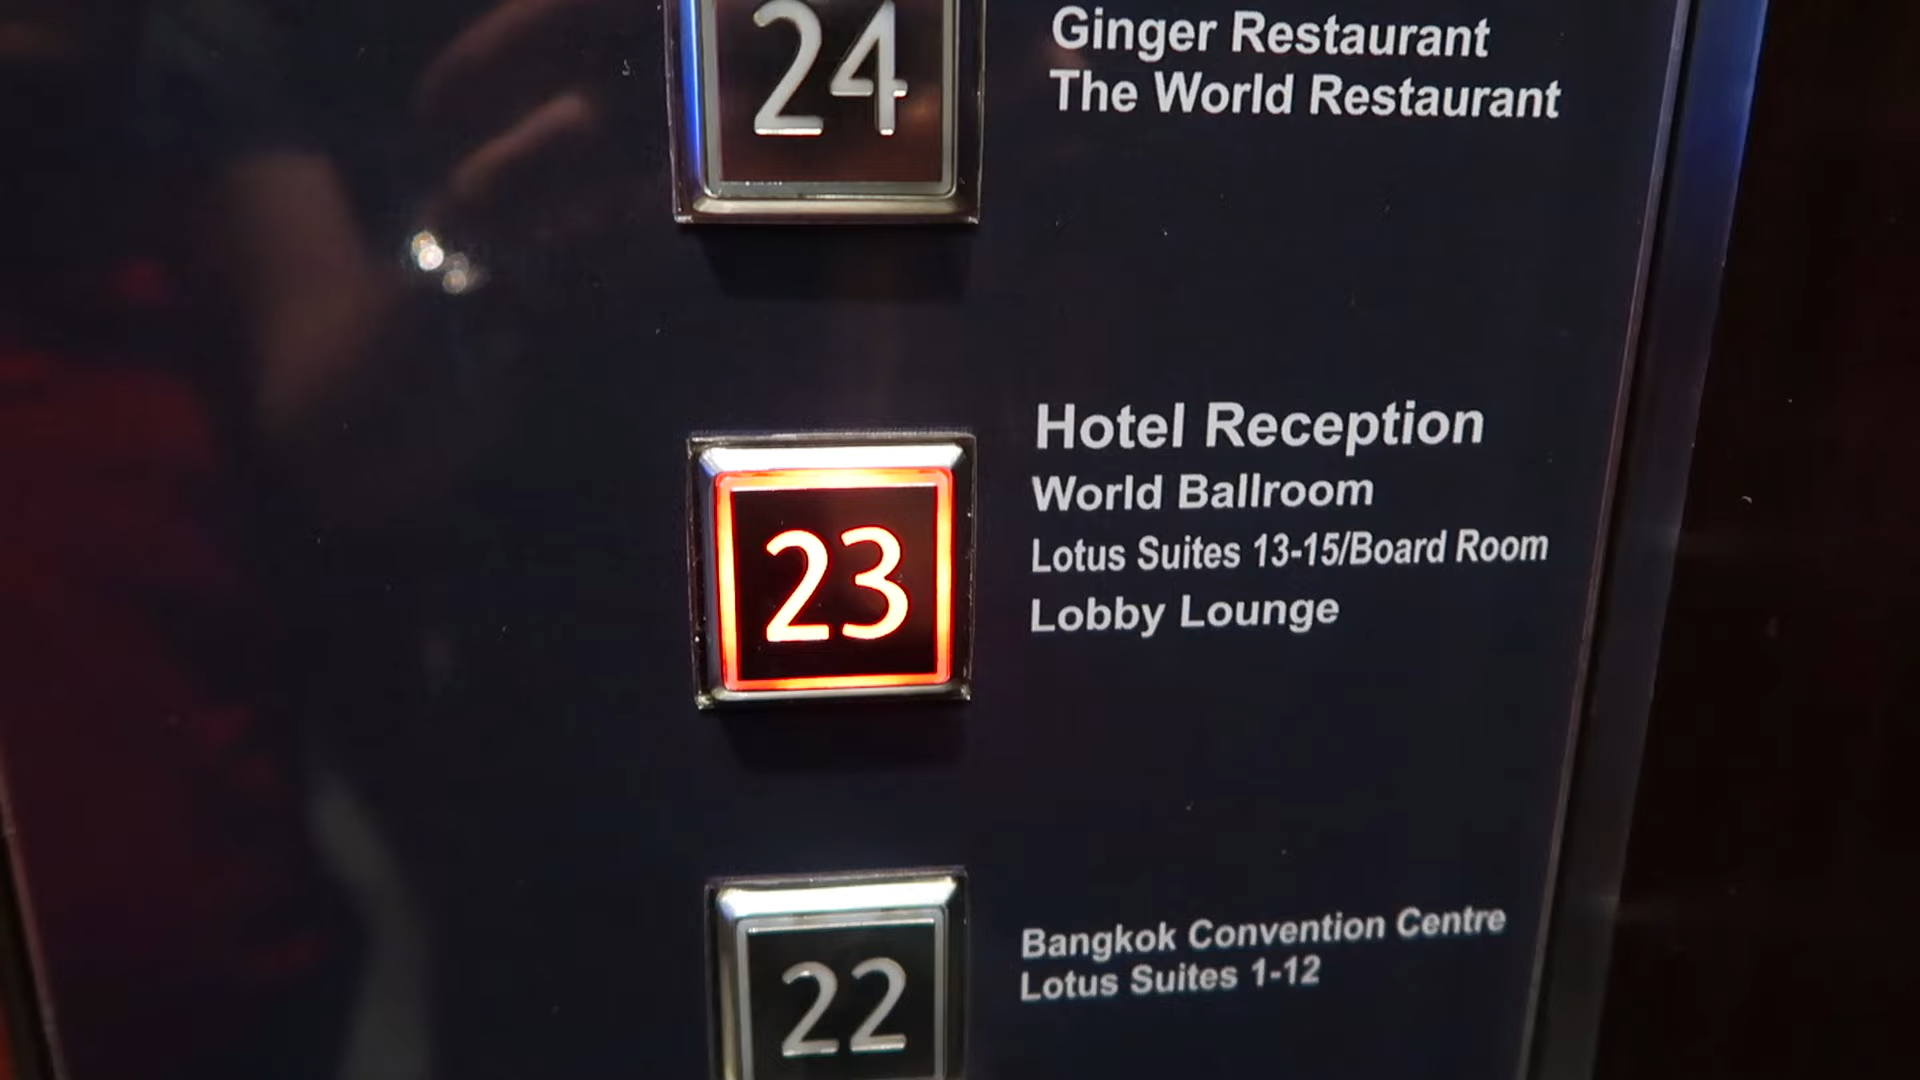 24
Ginger Restaurant
The World Restaurant
23
Hotel Reception
World Ballroom
Lotus Suites 13-15/Board Room
Lobby Lounge
22
Bangkok Convention Centre
Lotus Suites 1-12